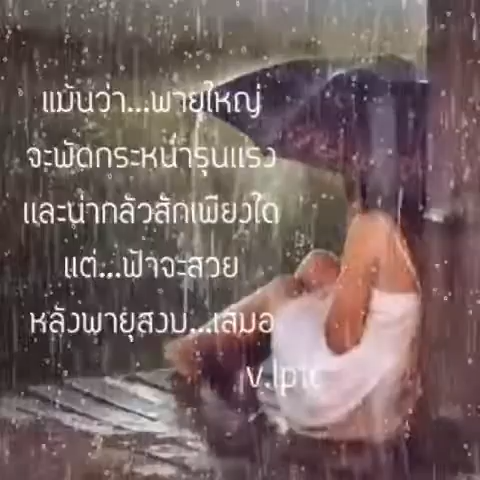 แม้นว่า...พายุใหญ่
จะพัดกระหน่ำรุนแรง
และน่ากลัวสักเพียงใด
แต่...ฟ้าจะสวย
หลังพายุสงบ...เสมอ